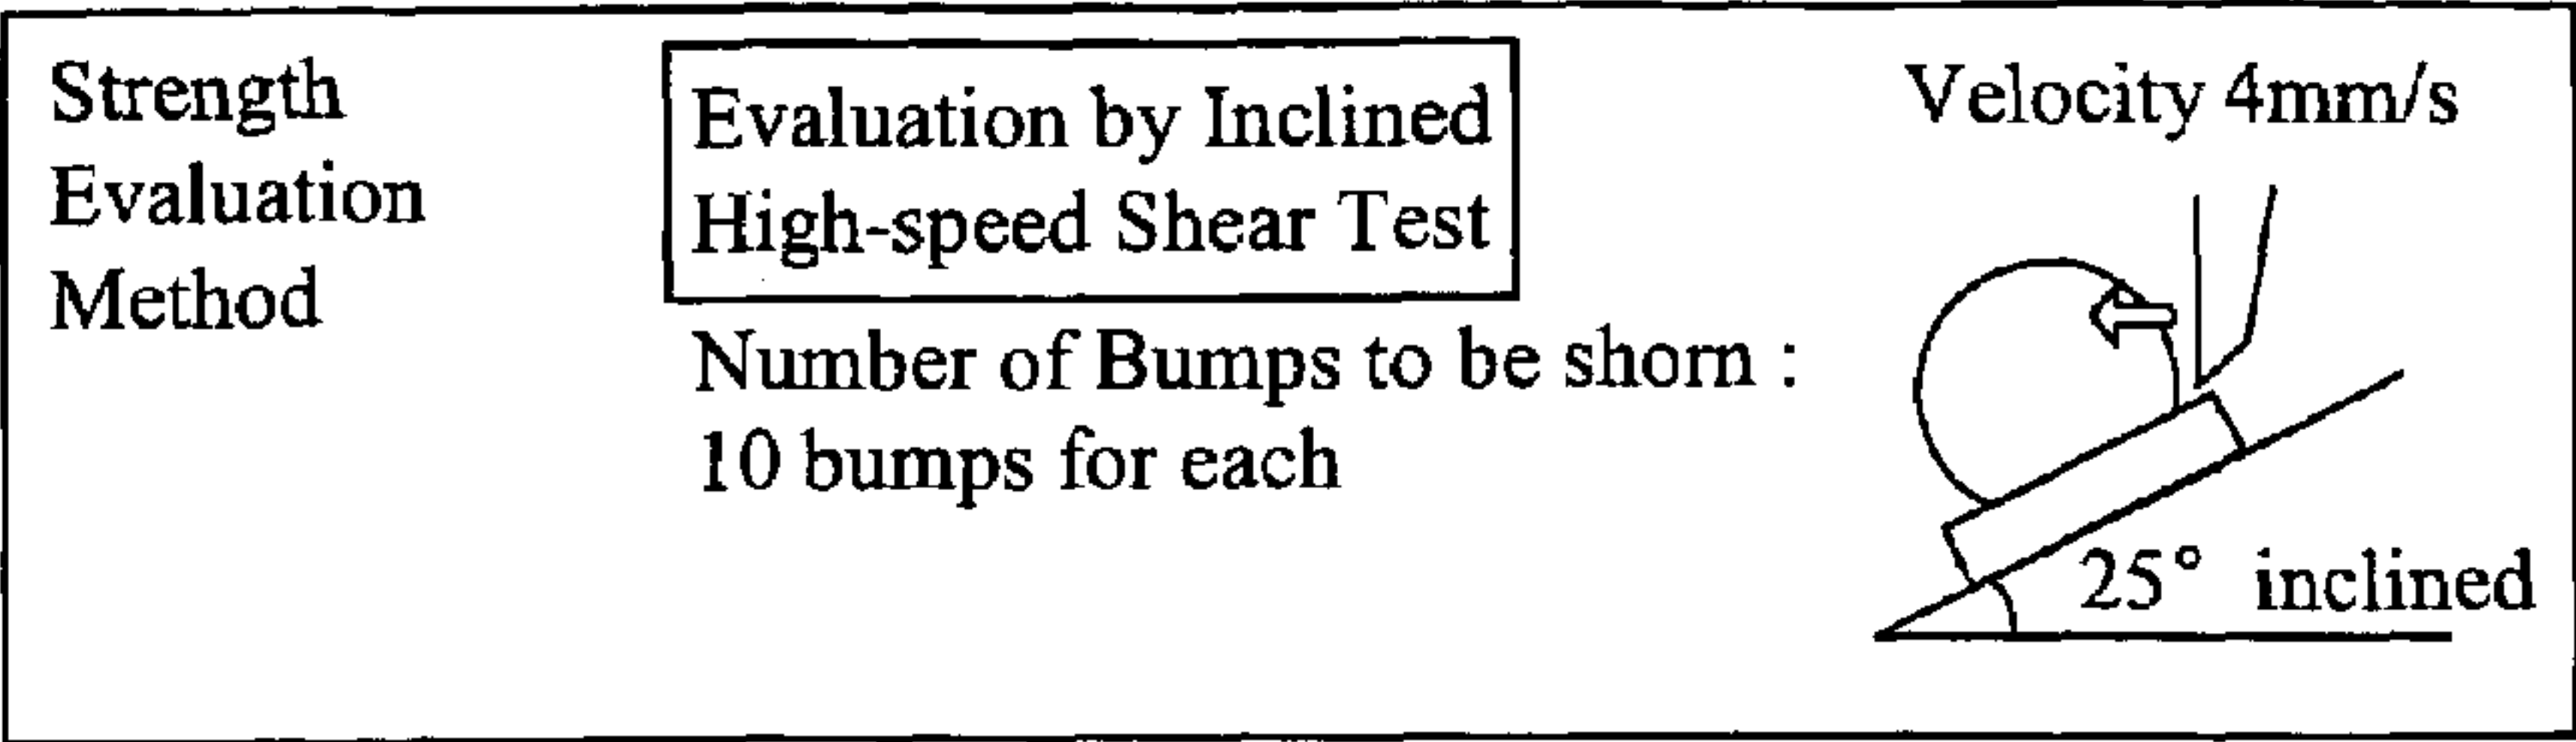 Strength
Evaluation
Method
Evaluation by Inclined
High-speed Shear Test
Number of Bumps to be shorn :
10 bumps for each
Velocity 4mm/s
25° inclined